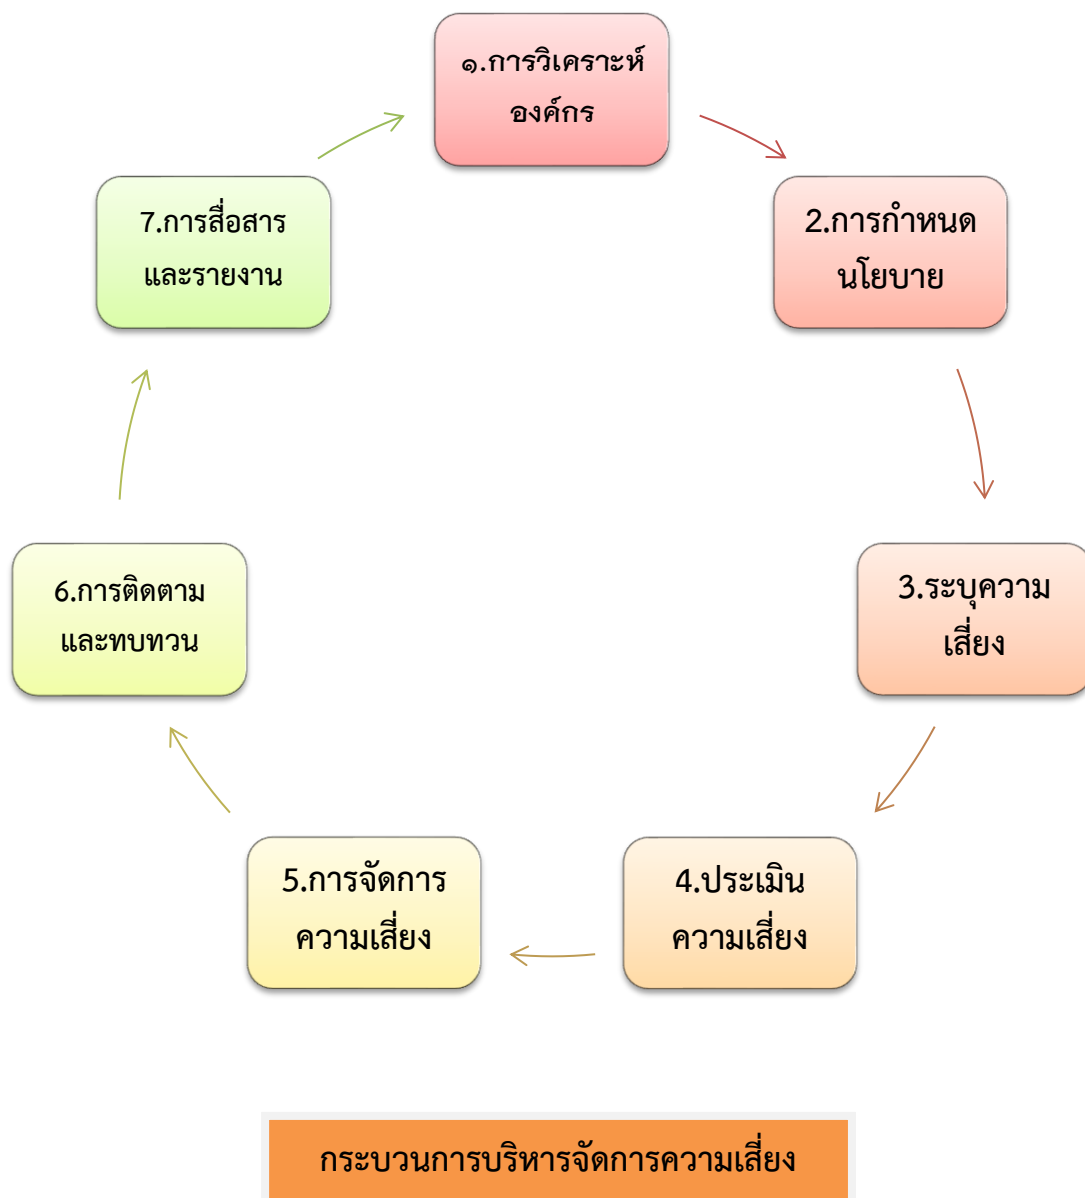 ๑.การวิเคราะห์
องค์กร
2.การกำหนด
นโยบาย
3.ระบุความ
เสี่ยง
4.ประเมิน
ความเสี่ยง
5.การจัดการ
ความเสี่ยง
6.การติดตาม
และทบทวน
7.การสื่อสาร
และรายงาน
กระบวนการบริหารจัดการความเสี่ยง